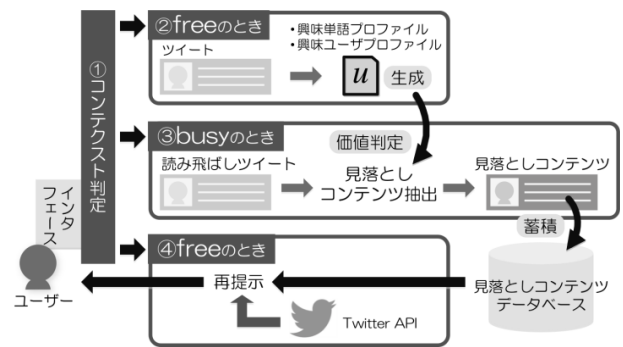 ①コンテクスト判定
②freeのとき
・興味単語プロファイル
・興味ユーザプロファイル
ツイート
u
生成
③busyのとき
価値判定
読み飛ばしツイート
見落とし
コンテンツ抽出
見落としコンテンツ
蓄積
インタ
フェース
ユーザー
④freeのとき
再提示
Twitter API
見落としコンテンツ
データベース